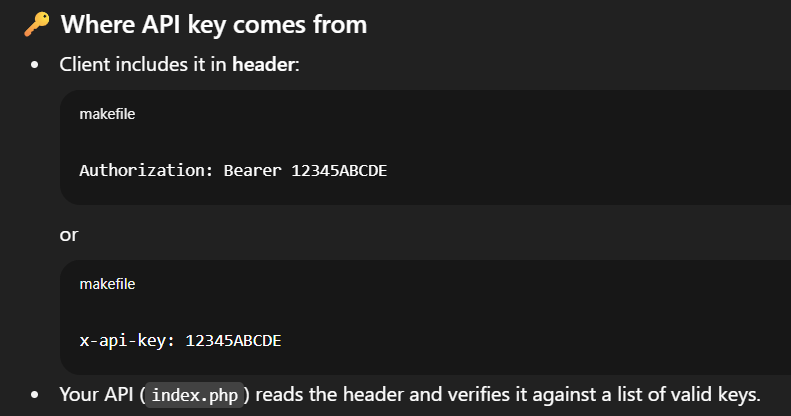 🔑 Where API key comes from
• Client includes it in header:
makefile
Authorization: Bearer 12345ABCDE
or
makefile
x-api-key: 12345ABCDE
• Your API (index.php) reads the header and verifies it against a list of valid keys.